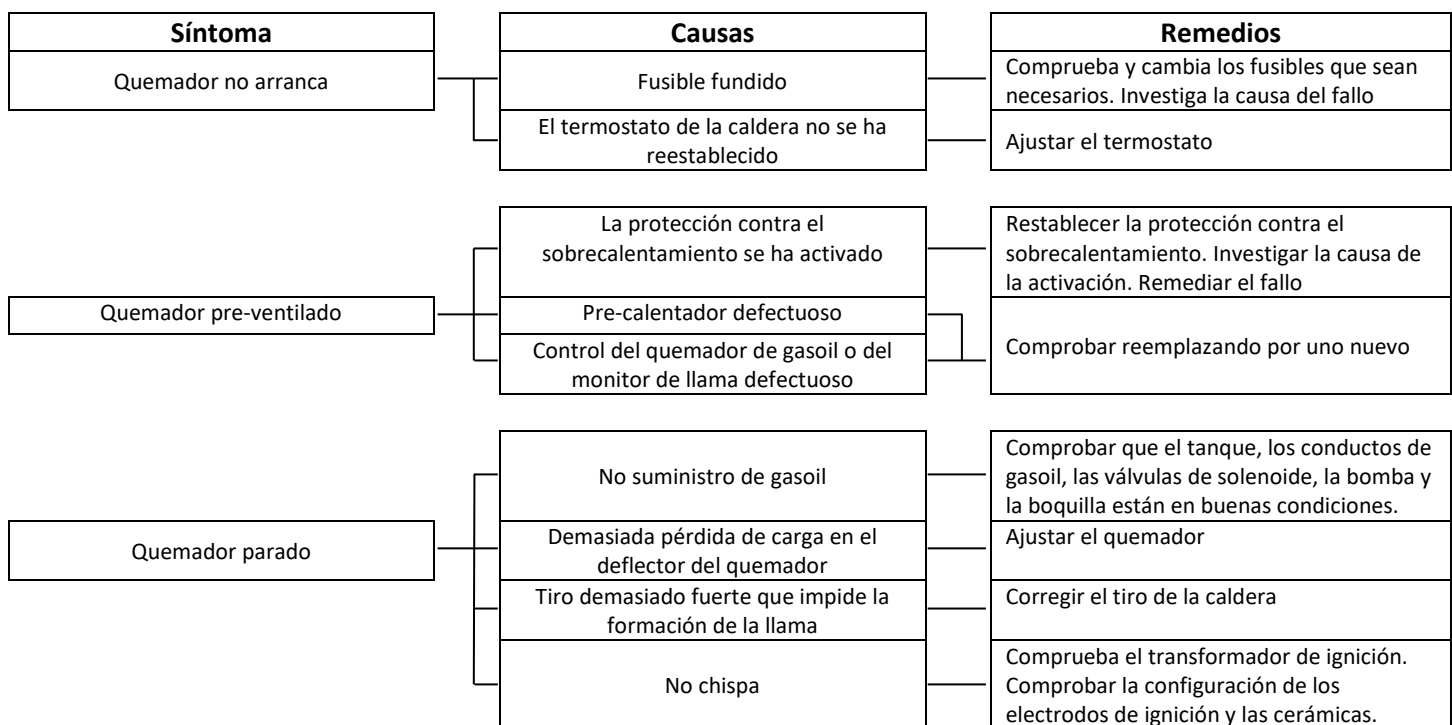 Síntoma
Causas
Remedios
Quemador no arranca
Fusible fundido
Comprueba y cambia los fusibles que sean
necesarios. Investiga la causa del fallo
El termostato de la caldera no se ha
reestablecido
Ajustar el termostato
La protección contra el
sobrecalentamiento se ha activado
Restablecer la protección contra el
sobrecalentamiento. Investigar la causa de
la activación. Remediar el fallo
Quemador pre-ventilado
Pre-calentador defectuoso
Control del quemador de gasoil o del
monitor de llama defectuoso
Comprobar reemplazando por uno nuevo
No suministro de gasoil
Comprobar que el tanque, los conductos de
gasoil, las válvulas de solenoide, la bomba y
la boquilla están en buenas condiciones.
Quemador parado
Demasiada pérdida de carga en el
deflector del quemador
Ajustar el quemador
Tiro demasiado fuerte que impide la
formación de la llama
Corregir el tiro de la caldera
No chispa
Comprueba el transformador de ignición.
Comprobar la configuración de los
electrodos de ignición y las cerámicas.